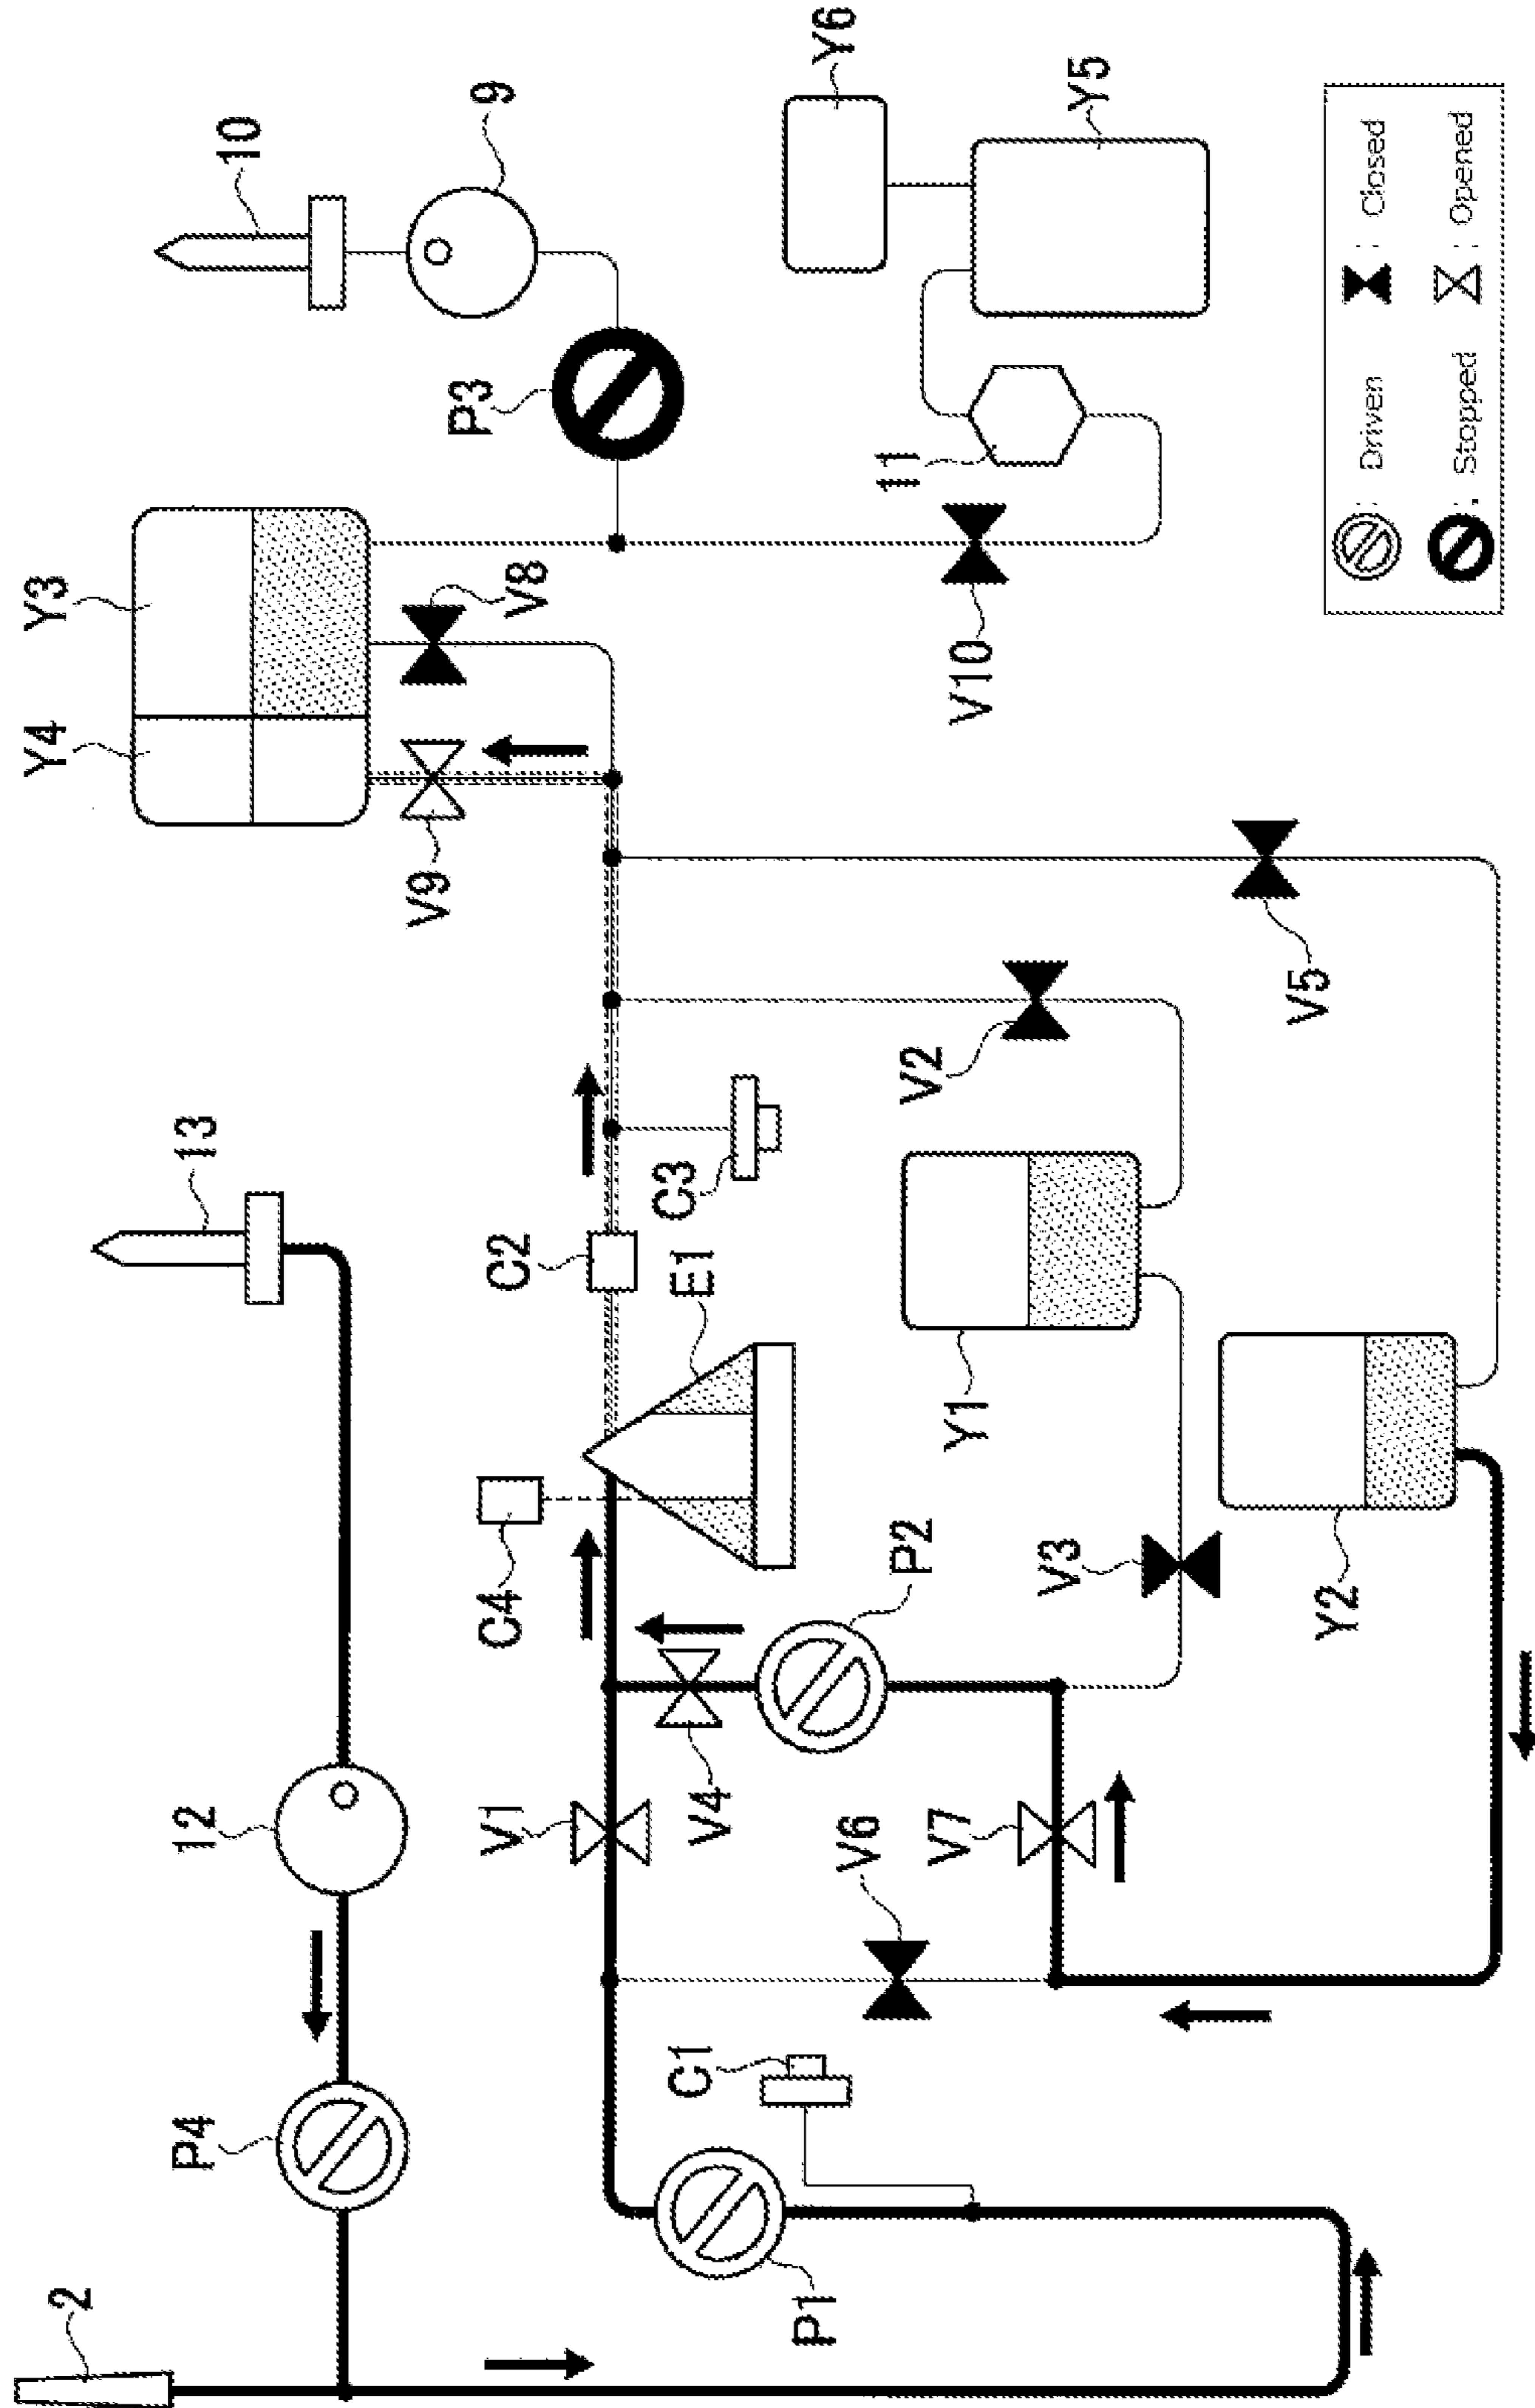 2
P4
12
13
Y4
Y3
10
9
P3
V8
V9
C4
C2
E1
C3
V1
V4
P2
P1
C1
V6
V7
V3
Y1
Y2
V2
V5
V10
11
Y6
Y5
: Driven
: Closed
: Stopped
: Opened